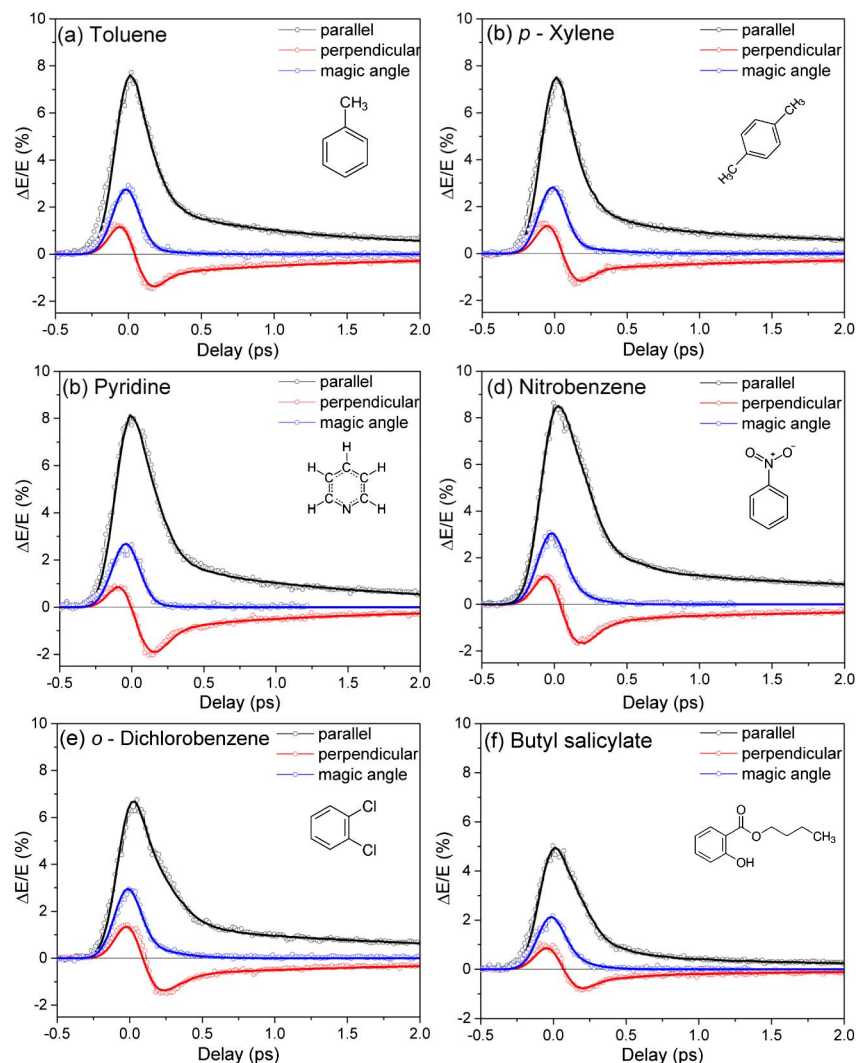 (a) Toluene
parallel
perpendicular
magic angle
CH₃
10
8
6
4
2
0
-2
ΔE/E (%)
-0.5
0.0
0.5
1.0
1.5
2.0
Delay (ps)
(b) p - Xylene
parallel
perpendicular
magic angle
CH₃
H₃C
10
8
6
4
2
0
-2
ΔE/E (%)
-0.5
0.0
0.5
1.0
1.5
2.0
Delay (ps)
(b) Pyridine
parallel
perpendicular
magic angle
H
H
H
H
N
H
10
8
6
4
2
0
-2
ΔE/E (%)
-0.5
0.0
0.5
1.0
1.5
2.0
Delay (ps)
(d) Nitrobenzene
parallel
perpendicular
magic angle
O
N⁺
O⁻
10
8
6
4
2
0
-2
ΔE/E (%)
-0.5
0.0
0.5
1.0
1.5
2.0
Delay (ps)
(e) o - Dichlorobenzene
parallel
perpendicular
magic angle
Cl
Cl
10
8
6
4
2
0
-2
ΔE/E (%)
-0.5
0.0
0.5
1.0
1.5
2.0
Delay (ps)
(f) Butyl salicylate
parallel
perpendicular
magic angle
O
O
CH₃
OH
10
8
6
4
2
0
-2
ΔE/E (%)
-0.5
0.0
0.5
1.0
1.5
2.0
Delay (ps)